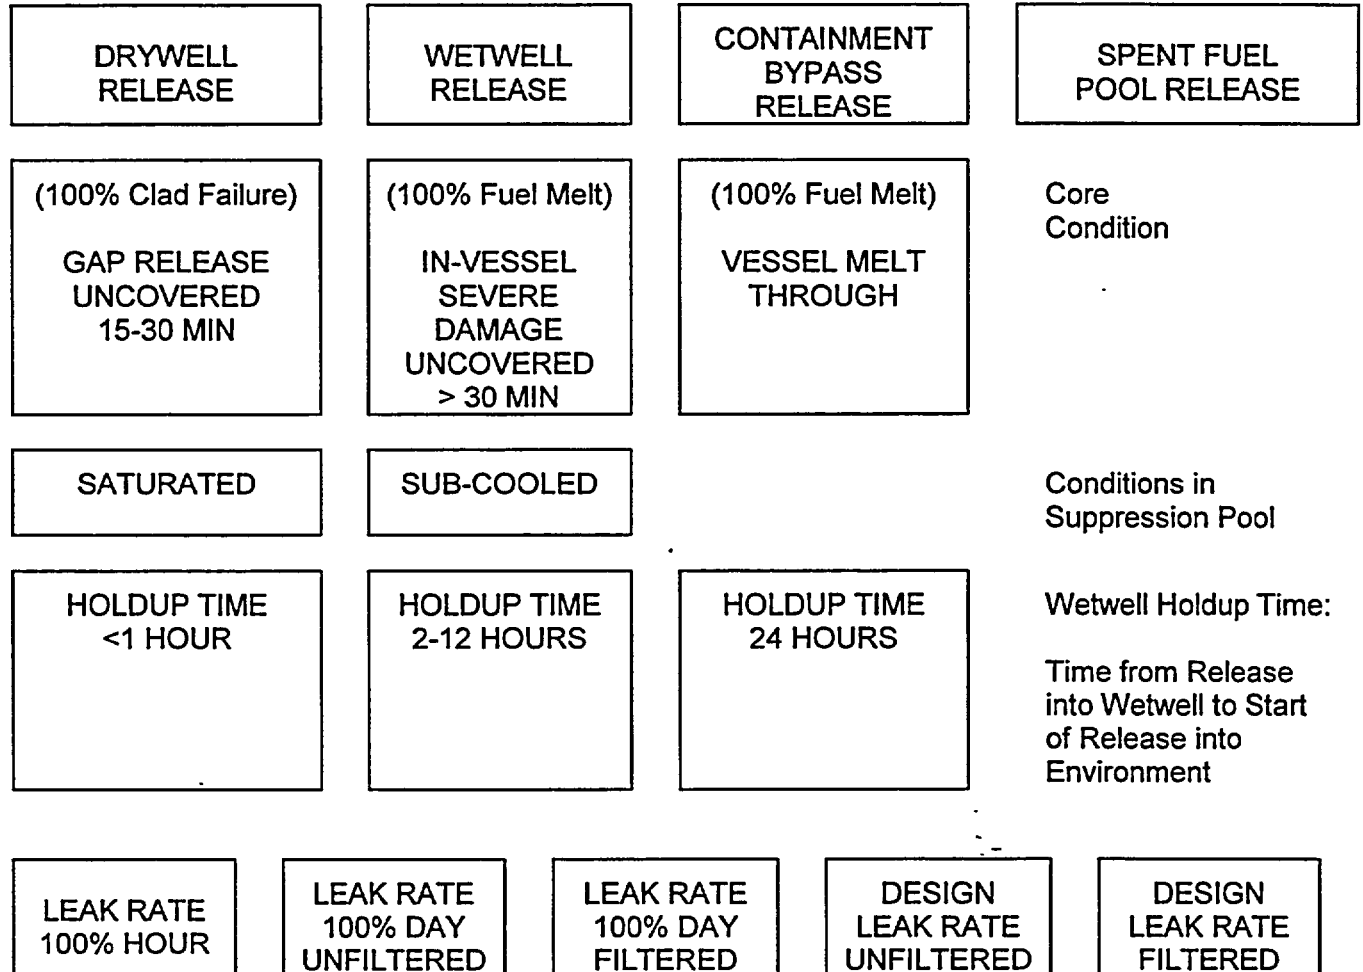 DRYWELL
RELEASE
WETWELL
RELEASE
CONTAINMENT
BYPASS
RELEASE
SPENT FUEL
POOL RELEASE
(100% Clad Failure)
GAP RELEASE
UNCOVERED
15-30 MIN
(100% Fuel Melt)
IN-VESSEL
SEVERE
DAMAGE
UNCOVERED
> 30 MIN
(100% Fuel Melt)
VESSEL MELT
THROUGH
Core
Condition
SATURATED
SUB-COOLED
Conditions in
Suppression Pool
HOLDUP TIME
<1 HOUR
HOLDUP TIME
2-12 HOURS
HOLDUP TIME
24 HOURS
Wetwell Holdup Time:
Time from Release
into Wetwell to Start
of Release into
Environment
LEAK RATE
100% HOUR
LEAK RATE
100% DAY
UNFILTERED
LEAK RATE
100% DAY
FILTERED
DESIGN
LEAK RATE
UNFILTERED
DESIGN
LEAK RATE
FILTERED